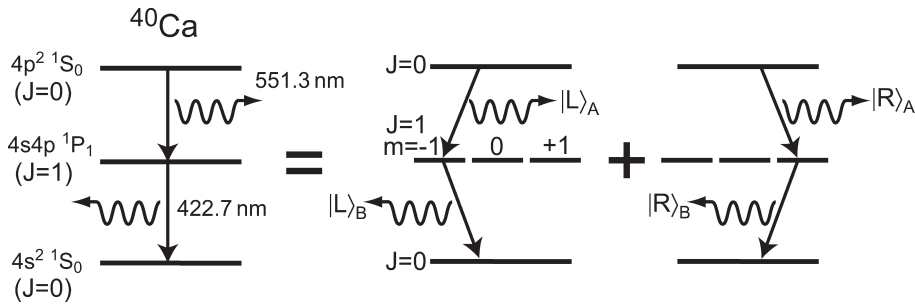 ⁴⁰Ca
4p² ¹S₀
(J=0)
551.3 nm
4s4p ¹P₁
(J=1)
422.7 nm
4s² ¹S₀
(J=0)
=
J=0
|L⟩A
J=1
m=-1 0 +1
|L⟩B
J=0
+
|R⟩A
|R⟩B